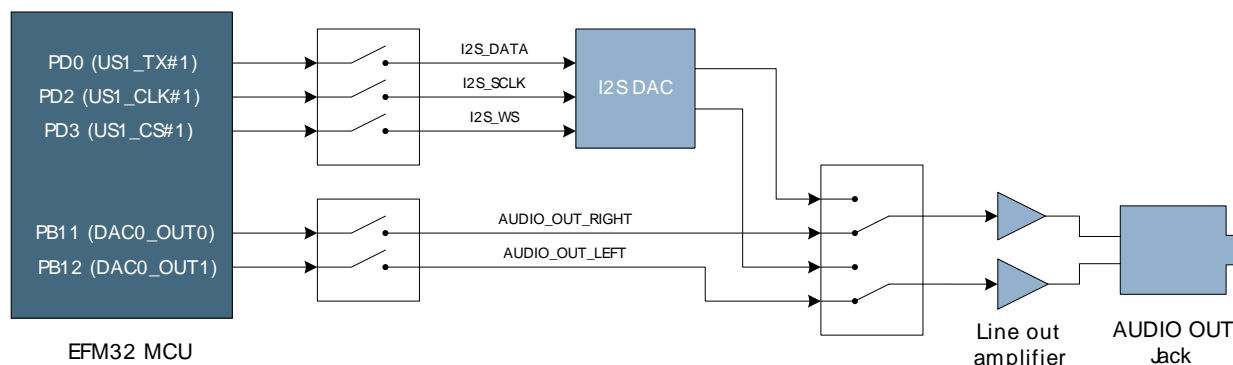 PD0 (US1_TX#1)
PD2 (US1_CLK#1)
PD3 (US1_CS#1)
PB11 (DAC0_OUT0)
PB12 (DAC0_OUT1)
EFM32 MCU
I2S_DATA
I2S_SCLK
I2S_WS
I2S DAC
AUDIO_OUT_RIGHT
AUDIO_OUT_LEFT
Line out
amplifier
AUDIO OUT
Jack